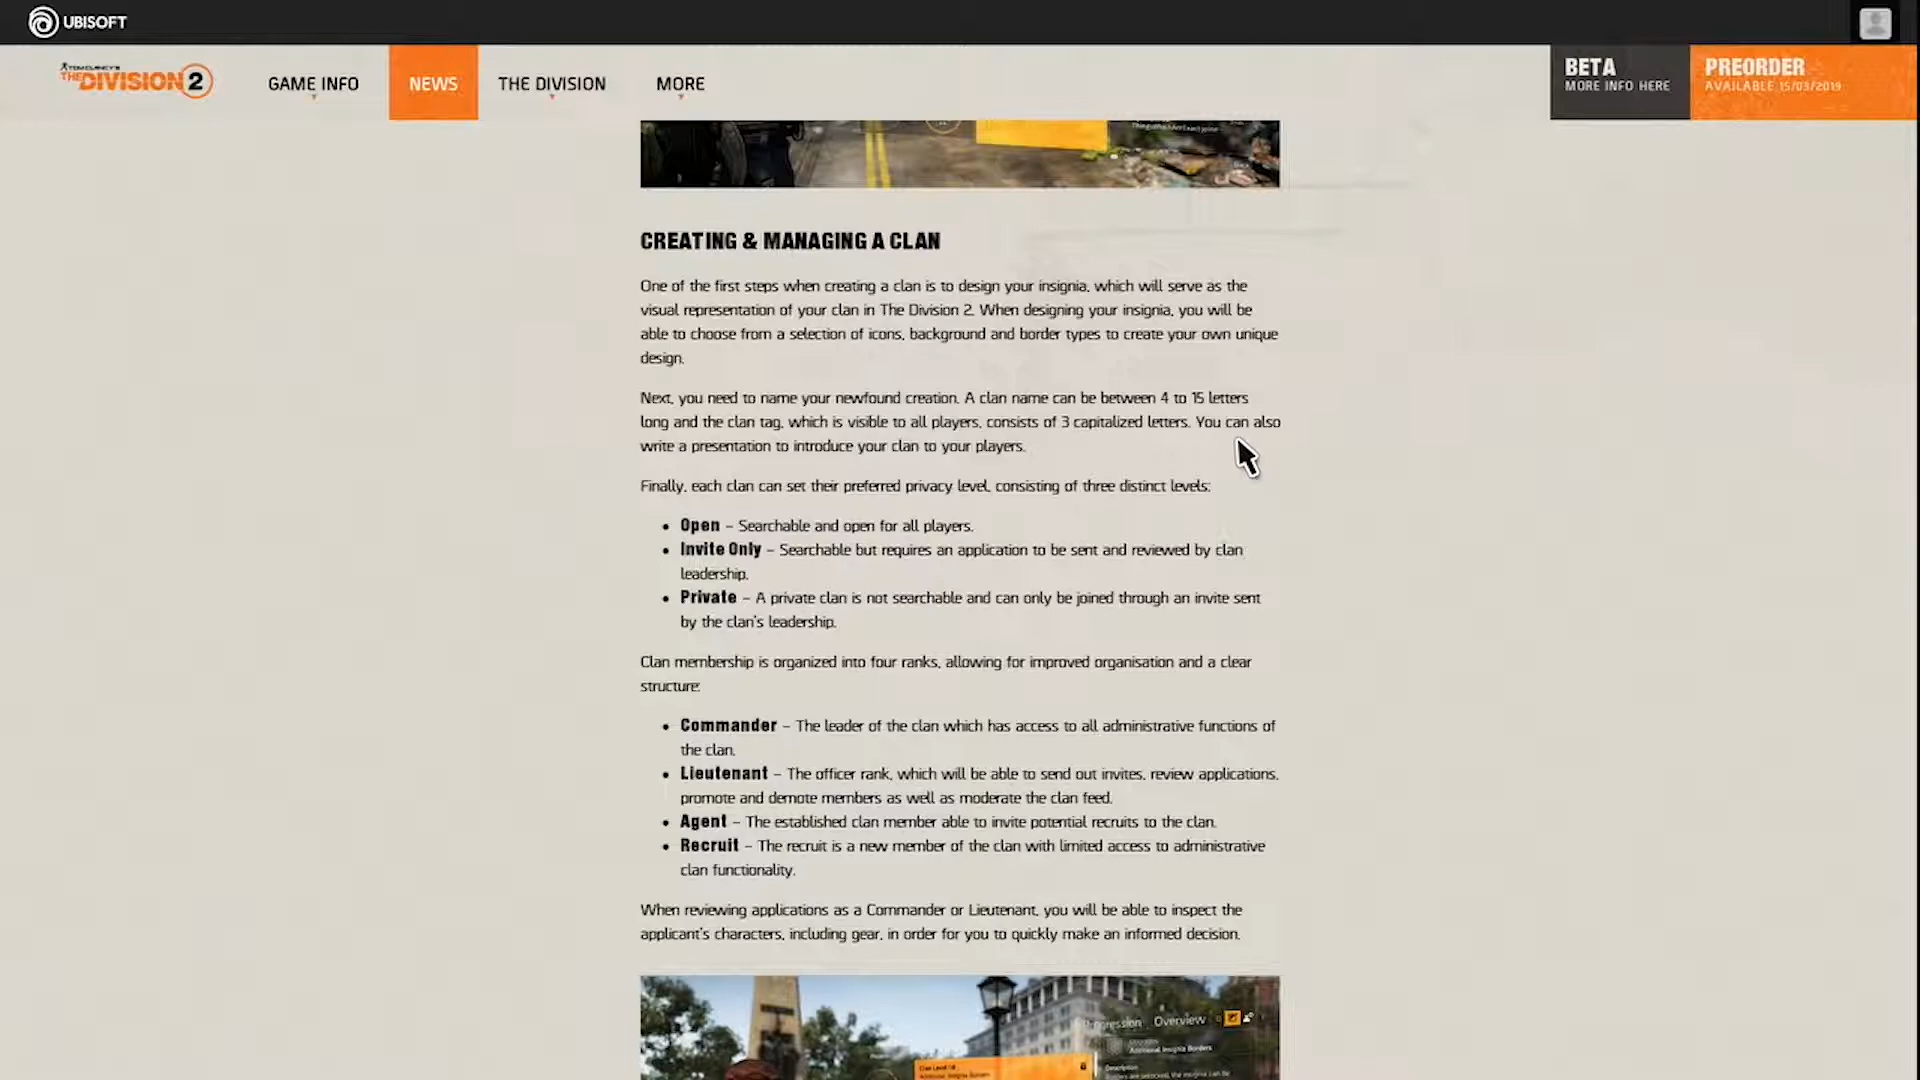 UBISOFT
TOM CLANCY'S
THE DIVISION 2
GAME INFO
NEWS
THE DIVISION
MORE
BETA
MORE INFO HERE
PREORDER
AVAILABLE 15/03/2019
CREATING & MANAGING A CLAN
One of the first steps when creating a clan is to design your insignia, which will serve as the
visual representation of your clan in The Division 2. When designing your insignia, you will be
able to choose from a selection of icons, background and border types to create your own unique
design.
Next, you need to name your newfound creation. A clan name can be between 4 to 15 letters
long and the clan tag, which is visible to all players, consists of 3 capitalized letters. You can also
write a presentation to introduce your clan to your players.
Finally, each clan can set their preferred privacy level, consisting of three distinct levels:
• Open – Searchable and open for all players.
• Invite Only – Searchable but requires an application to be sent and reviewed by clan
leadership.
• Private – A private clan is not searchable and can only be joined through an invite sent
by the clan's leadership.
Clan membership is organized into four ranks, allowing for improved organisation and a clear
structure:
• Commander – The leader of the clan which has access to all administrative functions of
the clan.
• Lieutenant – The officer rank, which will be able to send out invites, review applications,
promote and demote members as well as moderate the clan feed.
• Agent – The established clan member able to invite potential recruits to the clan.
• Recruit – The recruit is a new member of the clan with limited access to administrative
clan functionality.
When reviewing applications as a Commander or Lieutenant, you will be able to inspect the
applicant's characters, including gear, in order for you to quickly make an informed decision.
Progression Overview
Additional Insignia Borders
Description
Additional Insignia Borders